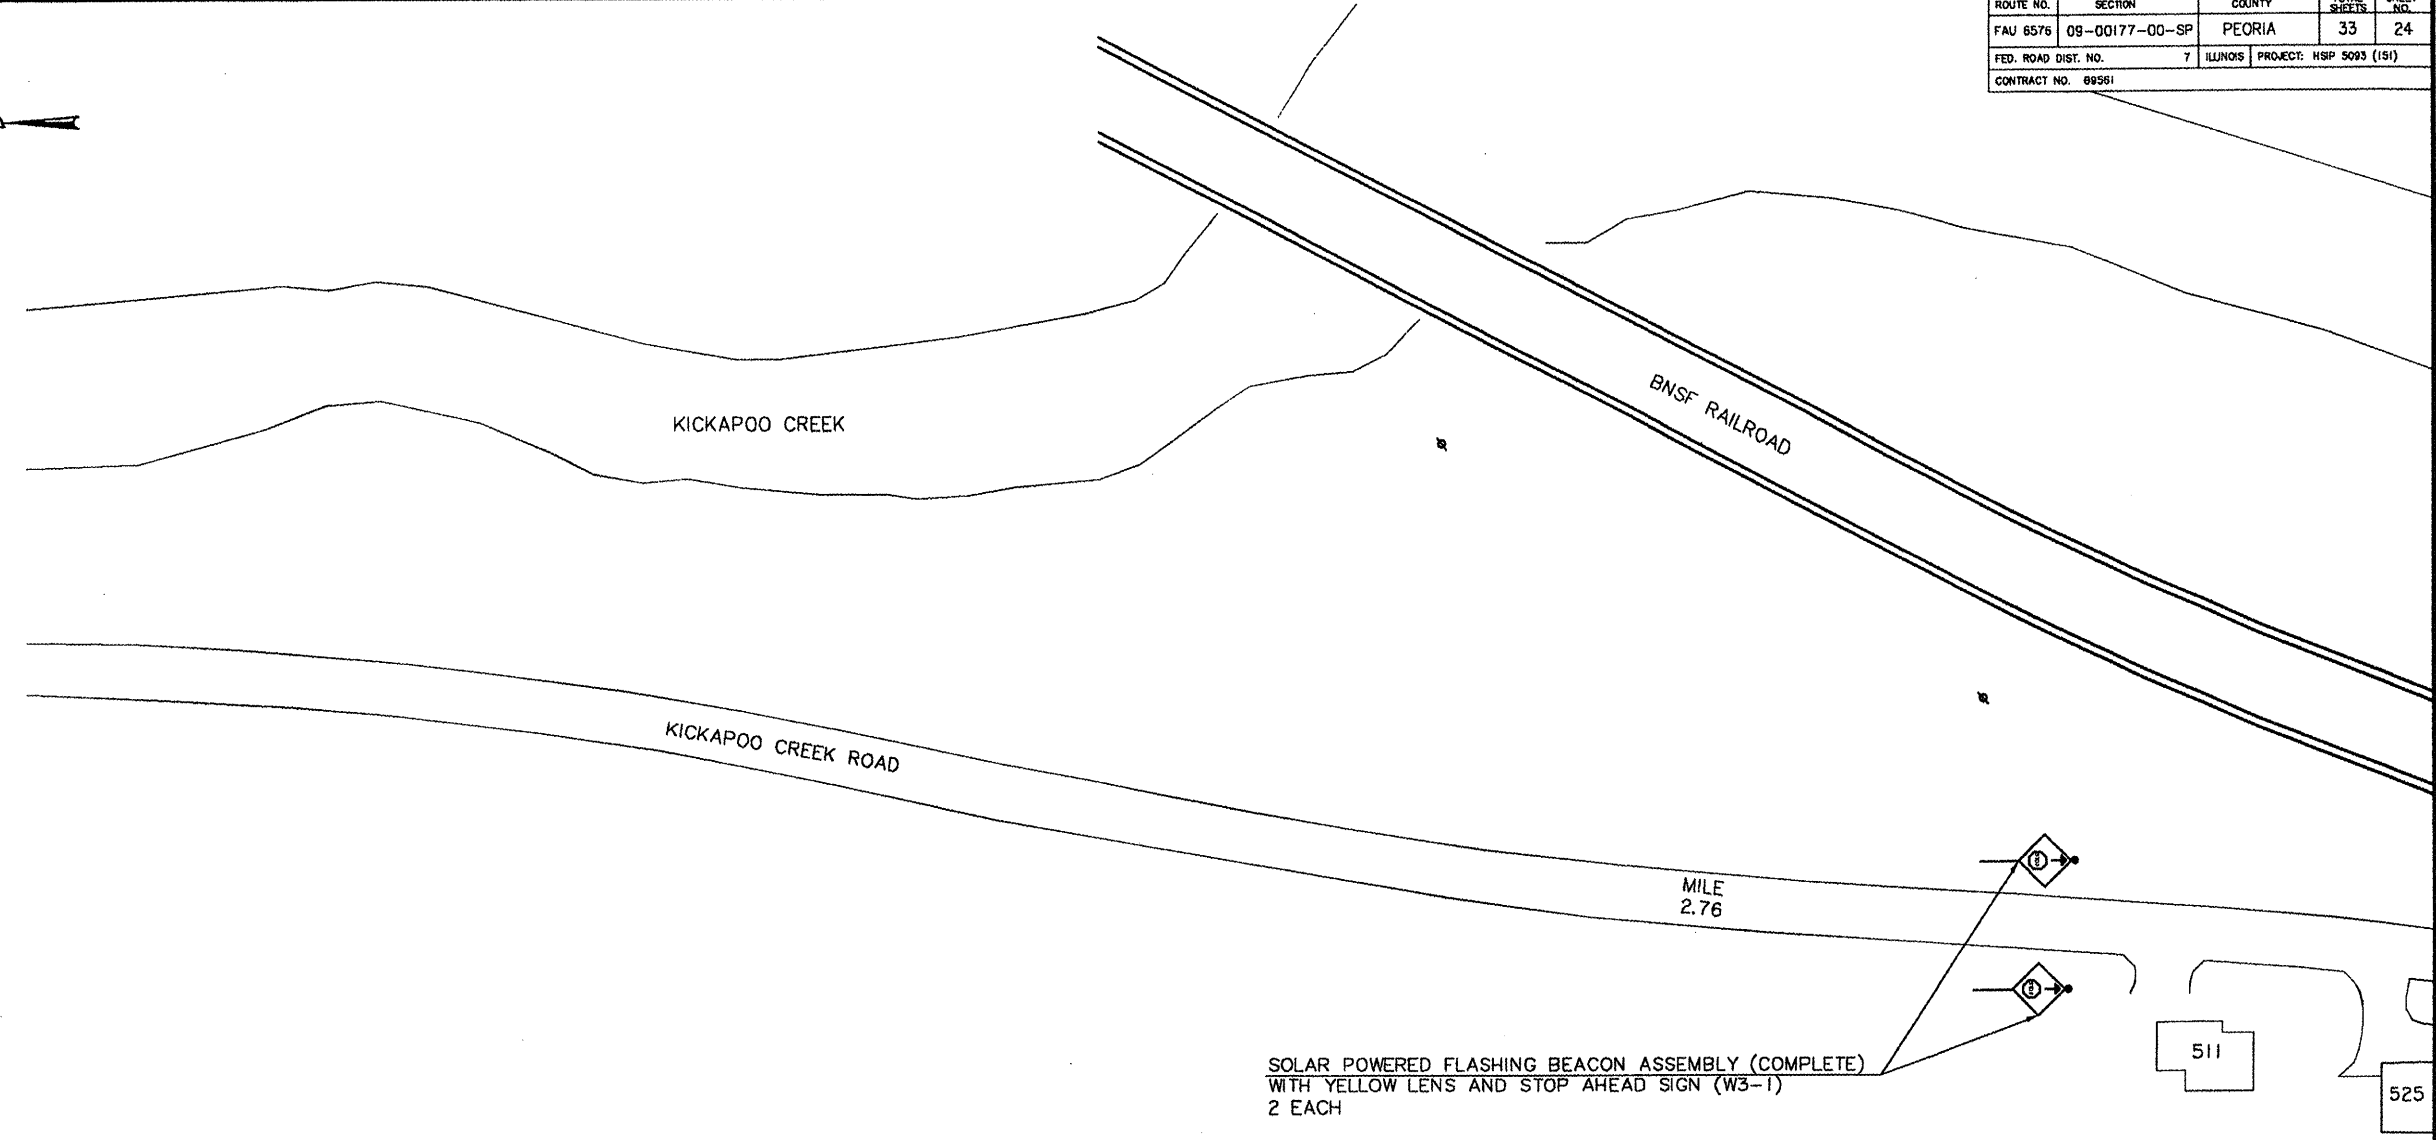 ROUTE NO. SECTION COUNTY SHEETS NO.
FAU 6576 09-00177-00-SP PEORIA 33 24
FED. ROAD DIST. NO. 7 ILLINOIS PROJECT: HSIP 5093 (151)
CONTRACT NO. 89561
BNSF RAILROAD
KICKAPOO CREEK
KICKAPOO CREEK ROAD
MILE
2.76
SOLAR POWERED FLASHING BEACON ASSEMBLY (COMPLETE)
WITH YELLOW LENS AND STOP AHEAD SIGN (W3-1)
2 EACH
511
525